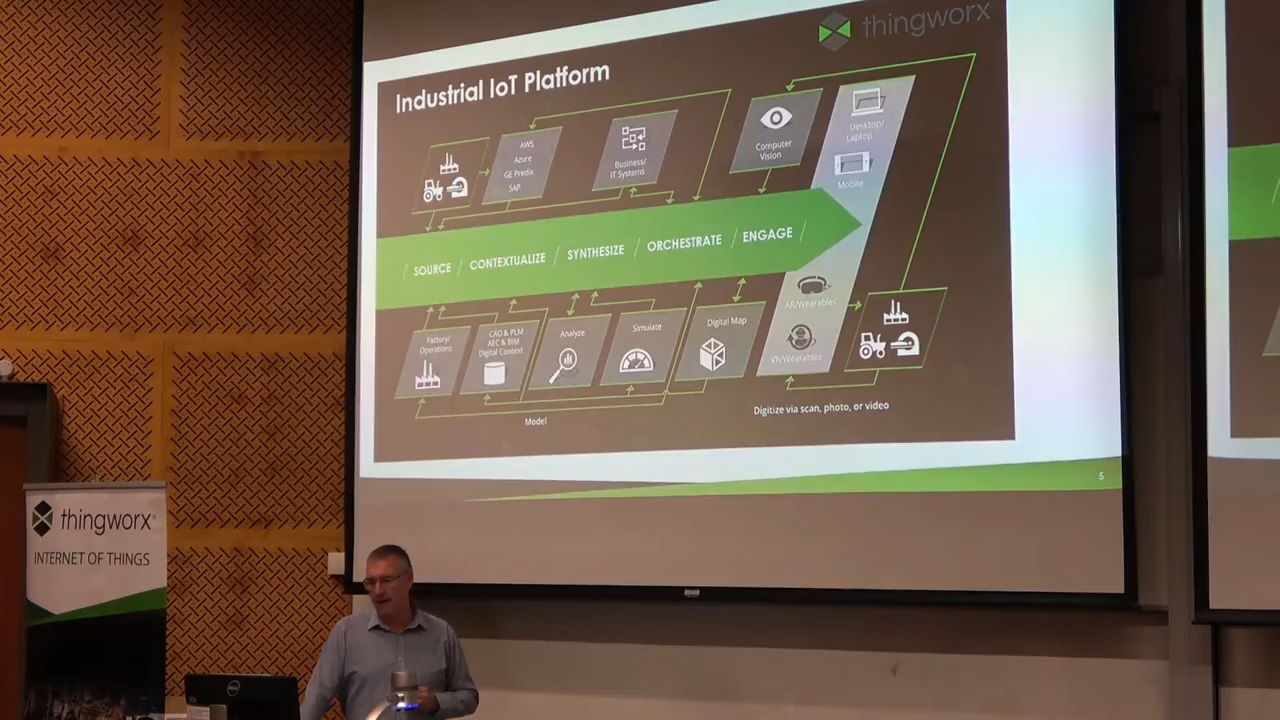 thingworx
Industrial IoT Platform
AWS
Azure
GE Predix
SAP
Business/
IT Systems
Computer
Vision
Desktop/
Laptop
Mobile
SOURCE / CONTEXTUALIZE / SYNTHESIZE / ORCHESTRATE / ENGAGE /
AR/Wearables
VR/Wearables
Factory/
Operations
CAD & PLM
AEC & BIM
Digital Context
Analyze
Simulate
Digital Map
Model
Digitize via scan, photo, or video
5
thingworx®
INTERNET OF THINGS
DELL